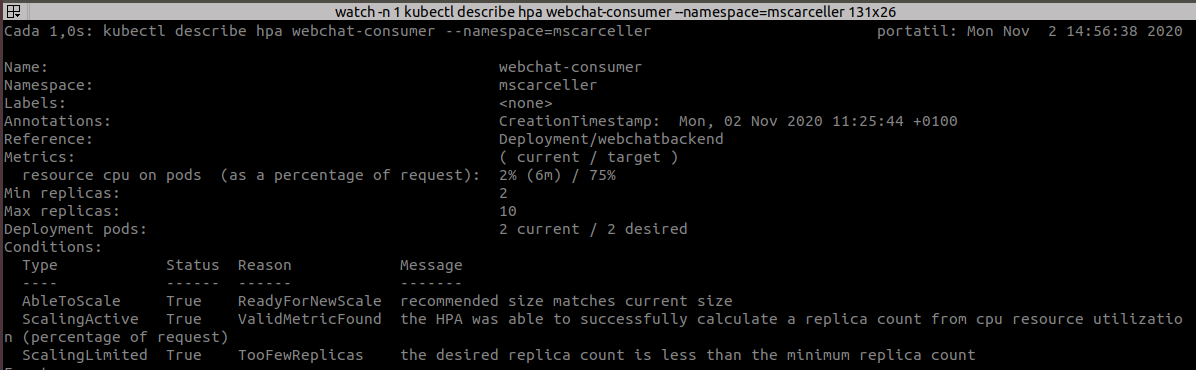 watch -n 1 kubectl describe hpa webchat-consumer --namespace=mscarceller 131x26
Cada 1,0s: kubectl describe hpa webchat-consumer --namespace=mscarceller portatil: Mon Nov  2 14:56:38 2020
Name: webchat-consumer
Namespace: mscarceller
Labels: <none>
Annotations: CreationTimestamp:  Mon, 02 Nov 2020 11:25:44 +0100
Reference: Deployment/webchatbackend
Metrics: ( current / target )
resource cpu on pods  (as a percentage of request):  2% (6m) / 75%
Min replicas: 2
Max replicas: 10
Deployment pods: 2 current / 2 desired
Conditions:
Type Status Reason Message
---- ------ ------ -------
AbleToScale True ReadyForNewScale recommended size matches current size
ScalingActive True ValidMetricFound the HPA was able to successfully calculate a replica count from cpu resource utilizatio
n (percentage of request)
ScalingLimited True TooFewReplicas the desired replica count is less than the minimum replica count